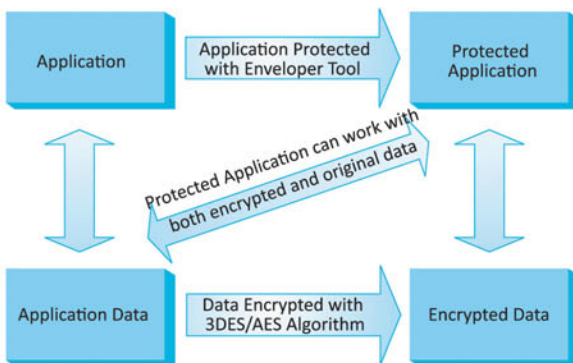 Application
Application Protected
with Enveloper Tool
Protected
Application
Protected Application can work with
both encrypted and original data
Application Data
Data Encrypted with
3DES/AES Algorithm
Encrypted Data